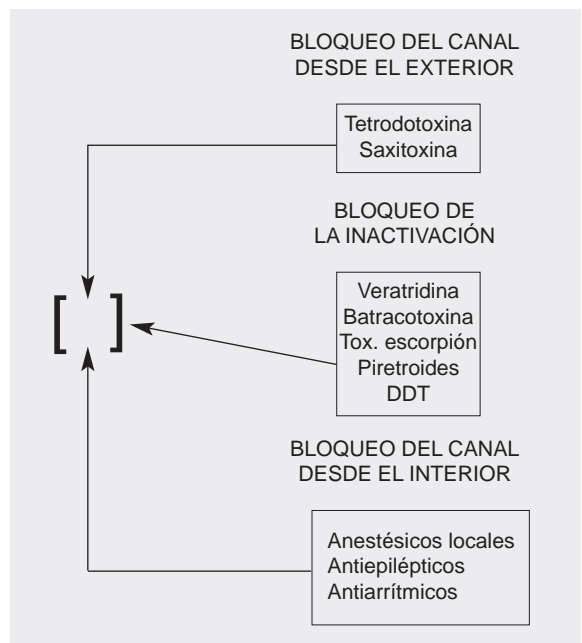 BLOQUEO DEL CANAL
DESDE EL EXTERIOR
Tetrodotoxina
Saxitoxina
BLOQUEO DE
LA INACTIVACIÓN
[ ]
Veratridina
Batracotoxina
Tox. escorpión
Piretroides
DDT
BLOQUEO DEL CANAL
DESDE EL INTERIOR
Anestésicos locales
Antiepilépticos
Antiarrítmicos